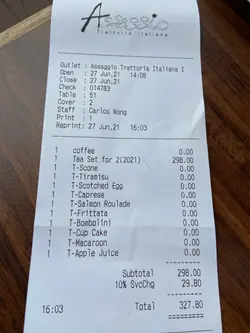 Assaggio
Trattoria Italiana
Outlet : Assaggio Trattoria Italiana I
Open : 27 Jun,21 14:08
Close : 27 Jun,21
Check : 014783
Table : 51
Cover : 2
Staff : Carlos Wong
Print : 1
Reprint: 27 Jun,21 16:03
1 coffee 0.00
1 Tea Set for 2(2021) 298.00
1 T-Scone 0.00
1 T-Tiramisu 0.00
1 T-Scotched Egg 0.00
1 T-Caprese 0.00
1 T-Salmon Roulade 0.00
1 T-Frittata 0.00
1 T-Bombolini 0.00
1 T-Cup Cake 0.00
1 T-Macaroon 0.00
1 T-Apple Juice 0.00
Subtotal 298.00
10% SvcChg 29.80
16:03 Total 327.80